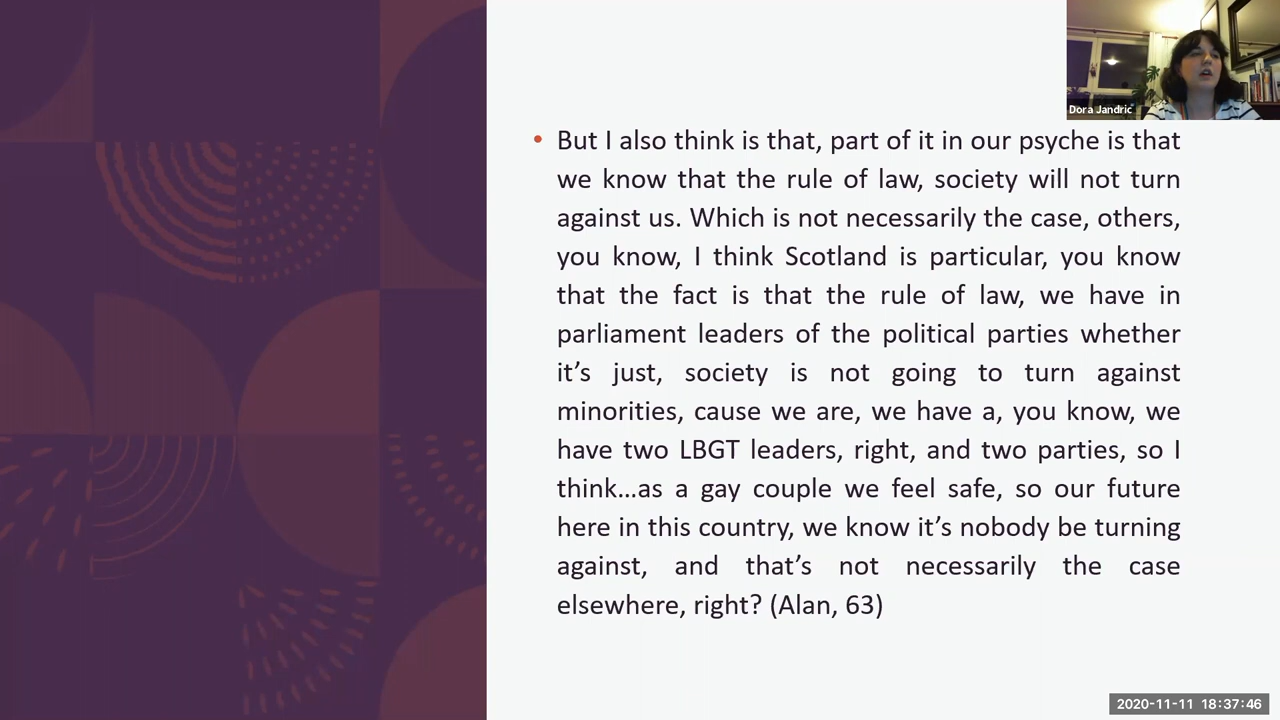 Dora Jandric
• But I also think is that, part of it in our psyche is that
we know that the rule of law, society will not turn
against us. Which is not necessarily the case, others,
you know, I think Scotland is particular, you know
that the fact is that the rule of law, we have in
parliament leaders of the political parties whether
it’s just, society is not going to turn against
minorities, cause we are, we have a, you know, we
have two LBGT leaders, right, and two parties, so I
think…as a gay couple we feel safe, so our future
here in this country, we know it’s nobody be turning
against, and that’s not necessarily the case
elsewhere, right? (Alan, 63)
2020-11-11 18:37:46